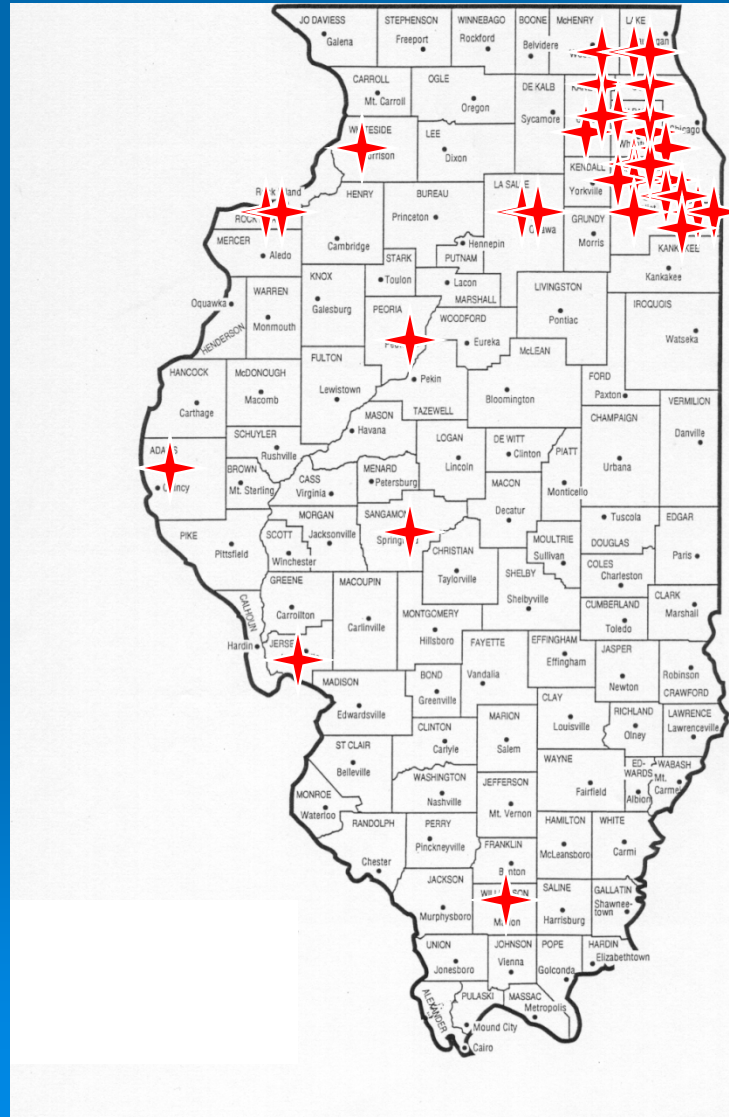 JO DAVIESS
Galena
STEPHENSON
Freeport
WINNEBAGO
Rockford
BOONE
Belvidere
McHENRY
CARROLL
Mt. Carroll
OGLE
Oregon
DE KALB
Sycamore
Chicago
LEE
Dixon
KENDALL
Yorkville
HENRY
Cambridge
BUREAU
Princeton
LA SALLE
GRUNDY
Morris
MERCER
Aledo
Hennepin
PUTNAM
STARK
Toulon
Lacon
MARSHALL
Kankakee
KNOX
Galesburg
LIVINGSTON
Pontiac
IROQUOIS
Watseka
Oquawka
HENDERSON
WARREN
Monmouth
PEORIA
WOODFORD
Eureka
McLEAN
Bloomington
HANCOCK
Carthage
McDONOUGH
Macomb
FULTON
Lewistown
Pekin
TAZEWELL
FORD
Paxton
VERMILION
Danville
MASON
Havana
CHAMPAIGN
Urbana
SCHUYLER
Rushville
LOGAN
Lincoln
DE WITT
Clinton
PIATT
Monticello
BROWN
Mt. Sterling
CASS
Virginia
MENARD
Petersburg
MACON
Decatur
PIKE
Pittsfield
MORGAN
Jacksonville
SCOTT
Winchester
SANGAMON
CHRISTIAN
Taylorville
MOULTRIE
Sullivan
Tuscola
DOUGLAS
EDGAR
Paris
COLES
Charleston
SHELBY
Shelbyville
GREENE
Carrollton
MACOUPIN
Carlinville
MONTGOMERY
Hillsboro
CUMBERLAND
Toledo
CLARK
Marshall
CALHOUN
Hardin
FAYETTE
Vandalia
EFFINGHAM
Effingham
JASPER
Newton
Robinson
CRAWFORD
MADISON
Edwardsville
BOND
Greenville
CLAY
Louisville
RICHLAND
Olney
LAWRENCE
Lawrenceville
CLINTON
Carlyle
MARION
Salem
ST CLAIR
Belleville
WAYNE
Fairfield
ED-
WARDS
Albion
WABASH
Mt.
Carmel
MONROE
Waterloo
WASHINGTON
Nashville
JEFFERSON
Mt. Vernon
RANDOLPH
Chester
PERRY
Pinckneyville
HAMILTON
McLeansboro
WHITE
Carmi
FRANKLIN
Benton
JACKSON
Murphysboro
SALINE
Harrisburg
GALLATIN
Shawnee-
town
UNION
Jonesboro
JOHNSON
Vienna
POPE
Golconda
HARDIN
Elizabethtown
ALEXANDER
PULASKI
Mound City
MASSAC
Metropolis
Cairo